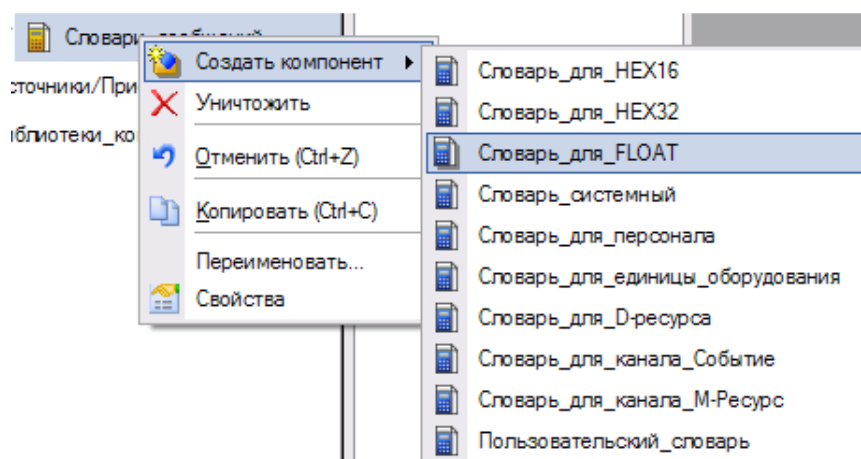 Словари
Создать компонент
Уничтожить
Отменить (Ctrl+Z)
Копировать (Ctrl+C)
Переименовать...
Свойства
Словарь_для_HEX16
Словарь_для_HEX32
Словарь_для_FLOAT
Словарь_системный
Словарь_для_персонала
Словарь_для_единицы_оборудования
Словарь_для_D-ресурса
Словарь_для_канала_Событие
Словарь_для_канала_М-Ресурс
Пользовательский_словарь